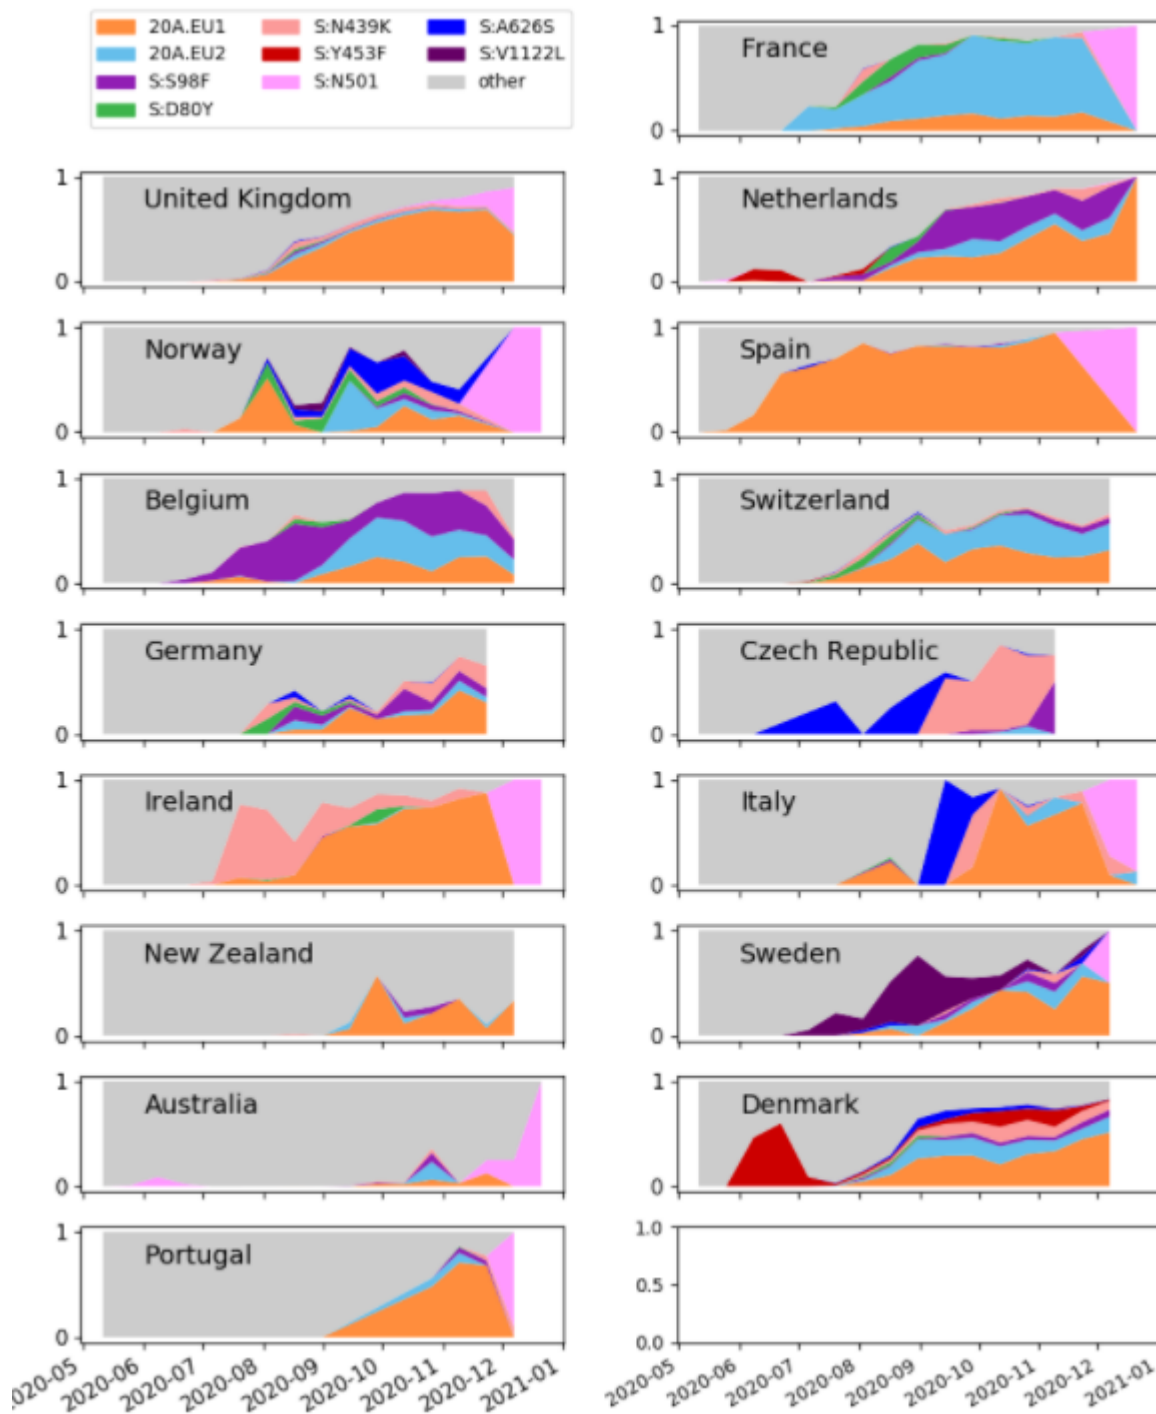 20A.EU1 S:N439K S:A626S
20A.EU2 S:Y453F S:V1122L
S:S98F S:N501 other
S:D80Y
1
France
0
1
United Kingdom
0
1
Netherlands
0
1
Norway
0
1
Spain
0
1
Belgium
0
1
Switzerland
0
1
Germany
0
1
Czech Republic
0
1
Ireland
0
1
Italy
0
1
New Zealand
0
1
Sweden
0
1
Australia
0
1
Denmark
0
1
Portugal
0
1.0
0.5
0.0
2020-05 2020-06 2020-07 2020-08 2020-09 2020-10 2020-11 2020-12 2021-01
2020-05 2020-06 2020-07 2020-08 2020-09 2020-10 2020-11 2020-12 2021-01